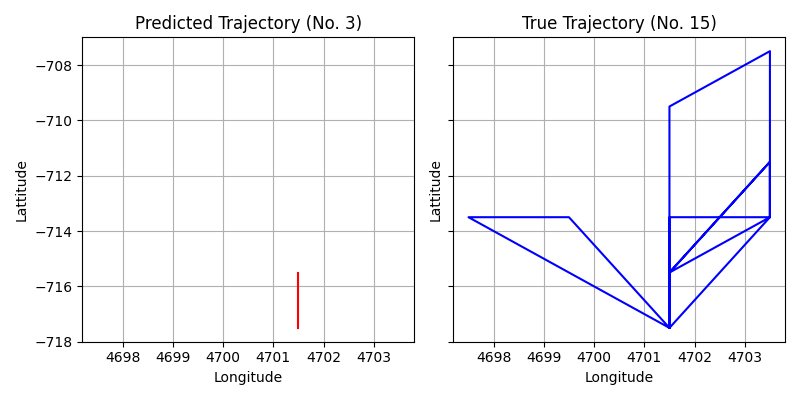 Predicted Trajectory (No. 3)
True Trajectory (No. 15)
−708
−710
−712
−714
−716
−718
Lattitude
Lattitude
4698 4699 4700 4701 4702 4703
4698 4699 4700 4701 4702 4703
Longitude
Longitude